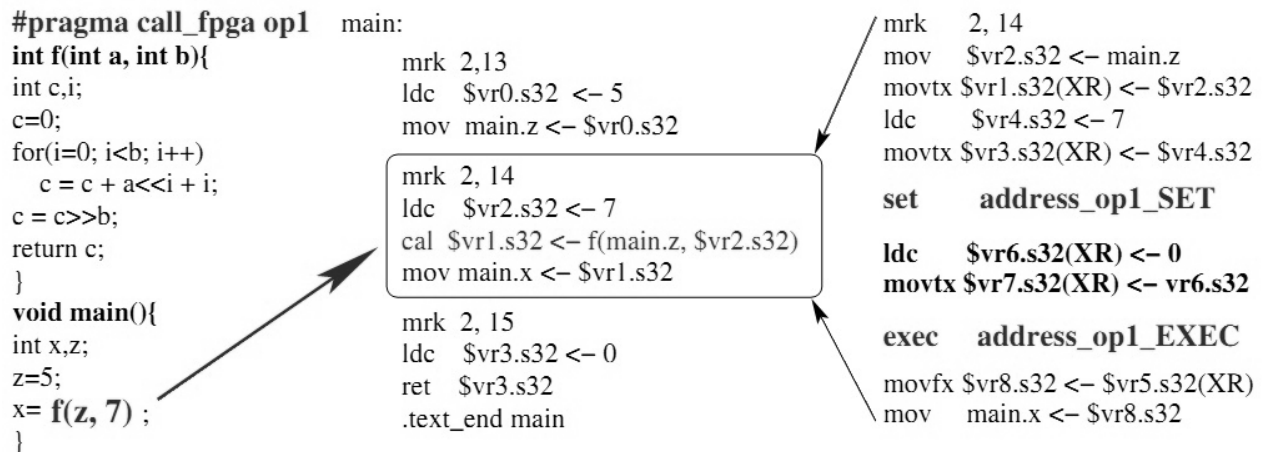 #pragma call_fpga op1
int f(int a, int b){
int c,i;
c=0;
for(i=0; i<b; i++)
c = c + a<<i + i;
c = c>>b;
return c;
}
void main(){
int x,z;
z=5;
x= f(z, 7) ;
}
main:
mrk 2,13
ldc $vr0.s32 <− 5
mov main.z <− $vr0.s32
mrk 2, 14
ldc $vr2.s32 <− 7
cal $vr1.s32 <− f(main.z, $vr2.s32)
mov main.x <− $vr1.s32
mrk 2, 15
ldc $vr3.s32 <− 0
ret $vr3.s32
.text_end main
mrk 2, 14
mov $vr2.s32 <− main.z
movtx $vr1.s32(XR) <− $vr2.s32
ldc $vr4.s32 <− 7
movtx $vr3.s32(XR) <− $vr4.s32
set address_op1_SET
ldc $vr6.s32(XR) <− 0
movtx $vr7.s32(XR) <− vr6.s32
exec address_op1_EXEC
movfx $vr8.s32 <− $vr5.s32(XR)
mov main.x <− $vr8.s32